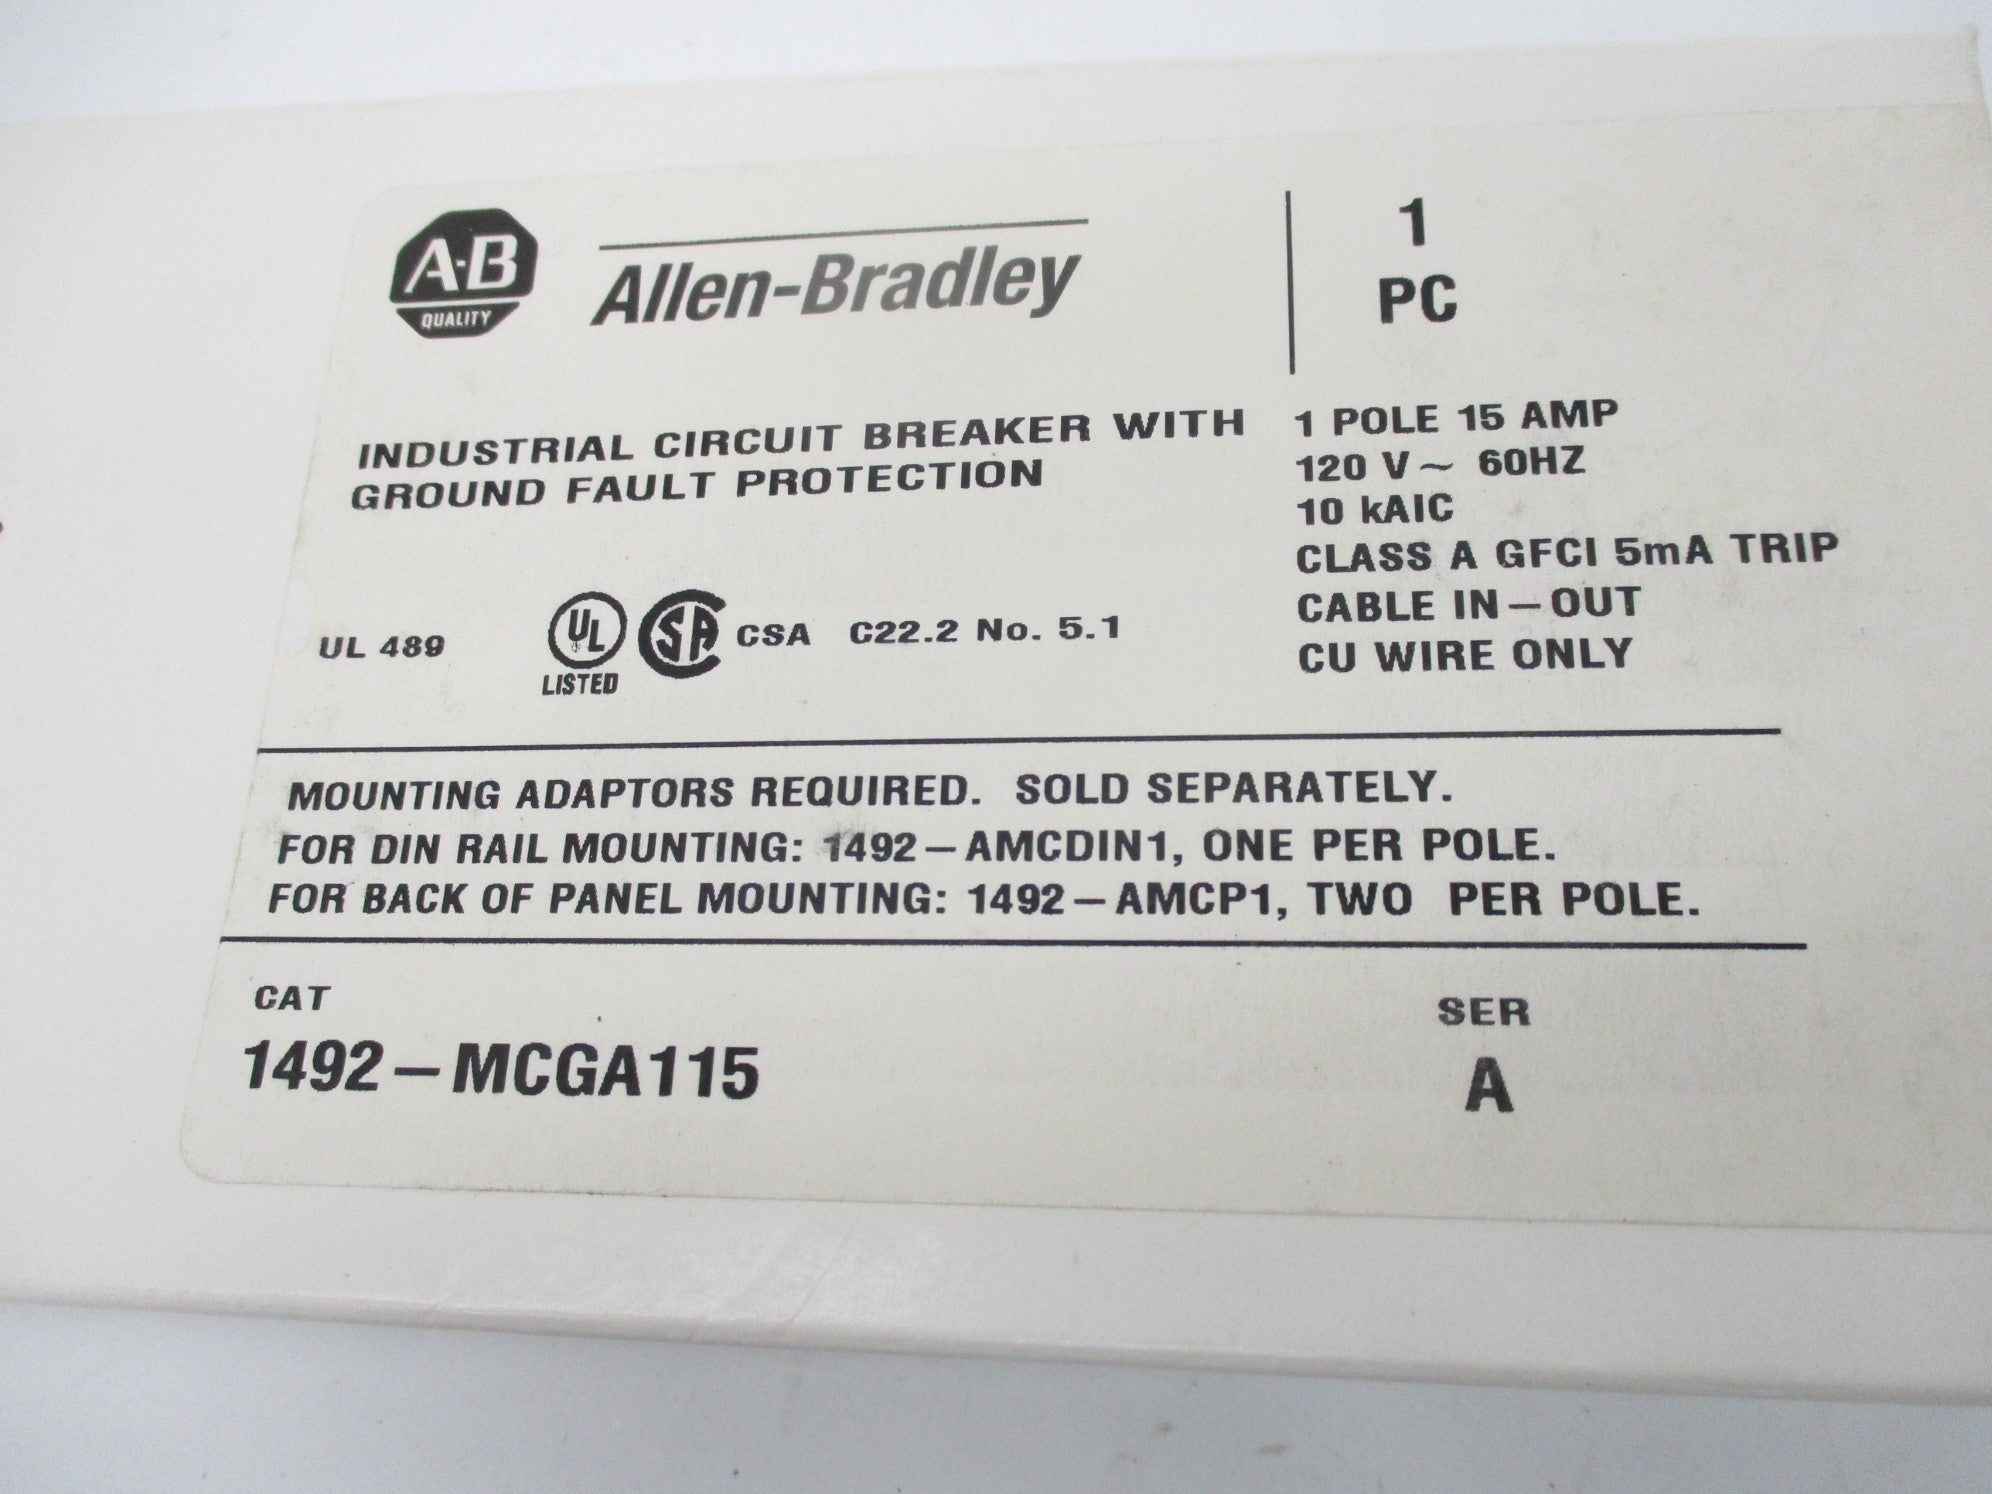 A-B
QUALITY
Allen-Bradley
1
PC
INDUSTRIAL CIRCUIT BREAKER WITH
GROUND FAULT PROTECTION
1 POLE 15 AMP
120 V ~ 60HZ
10 kAIC
CLASS A GFCI 5mA TRIP
CABLE IN – OUT
CU WIRE ONLY
UL 489
UL
LISTED
SA
CSA C22.2 No. 5.1
MOUNTING ADAPTORS REQUIRED. SOLD SEPARATELY.
FOR DIN RAIL MOUNTING: 1492–AMCDIN1, ONE PER POLE.
FOR BACK OF PANEL MOUNTING: 1492–AMCP1, TWO PER POLE.
CAT
1492–MCGA115
SER
A